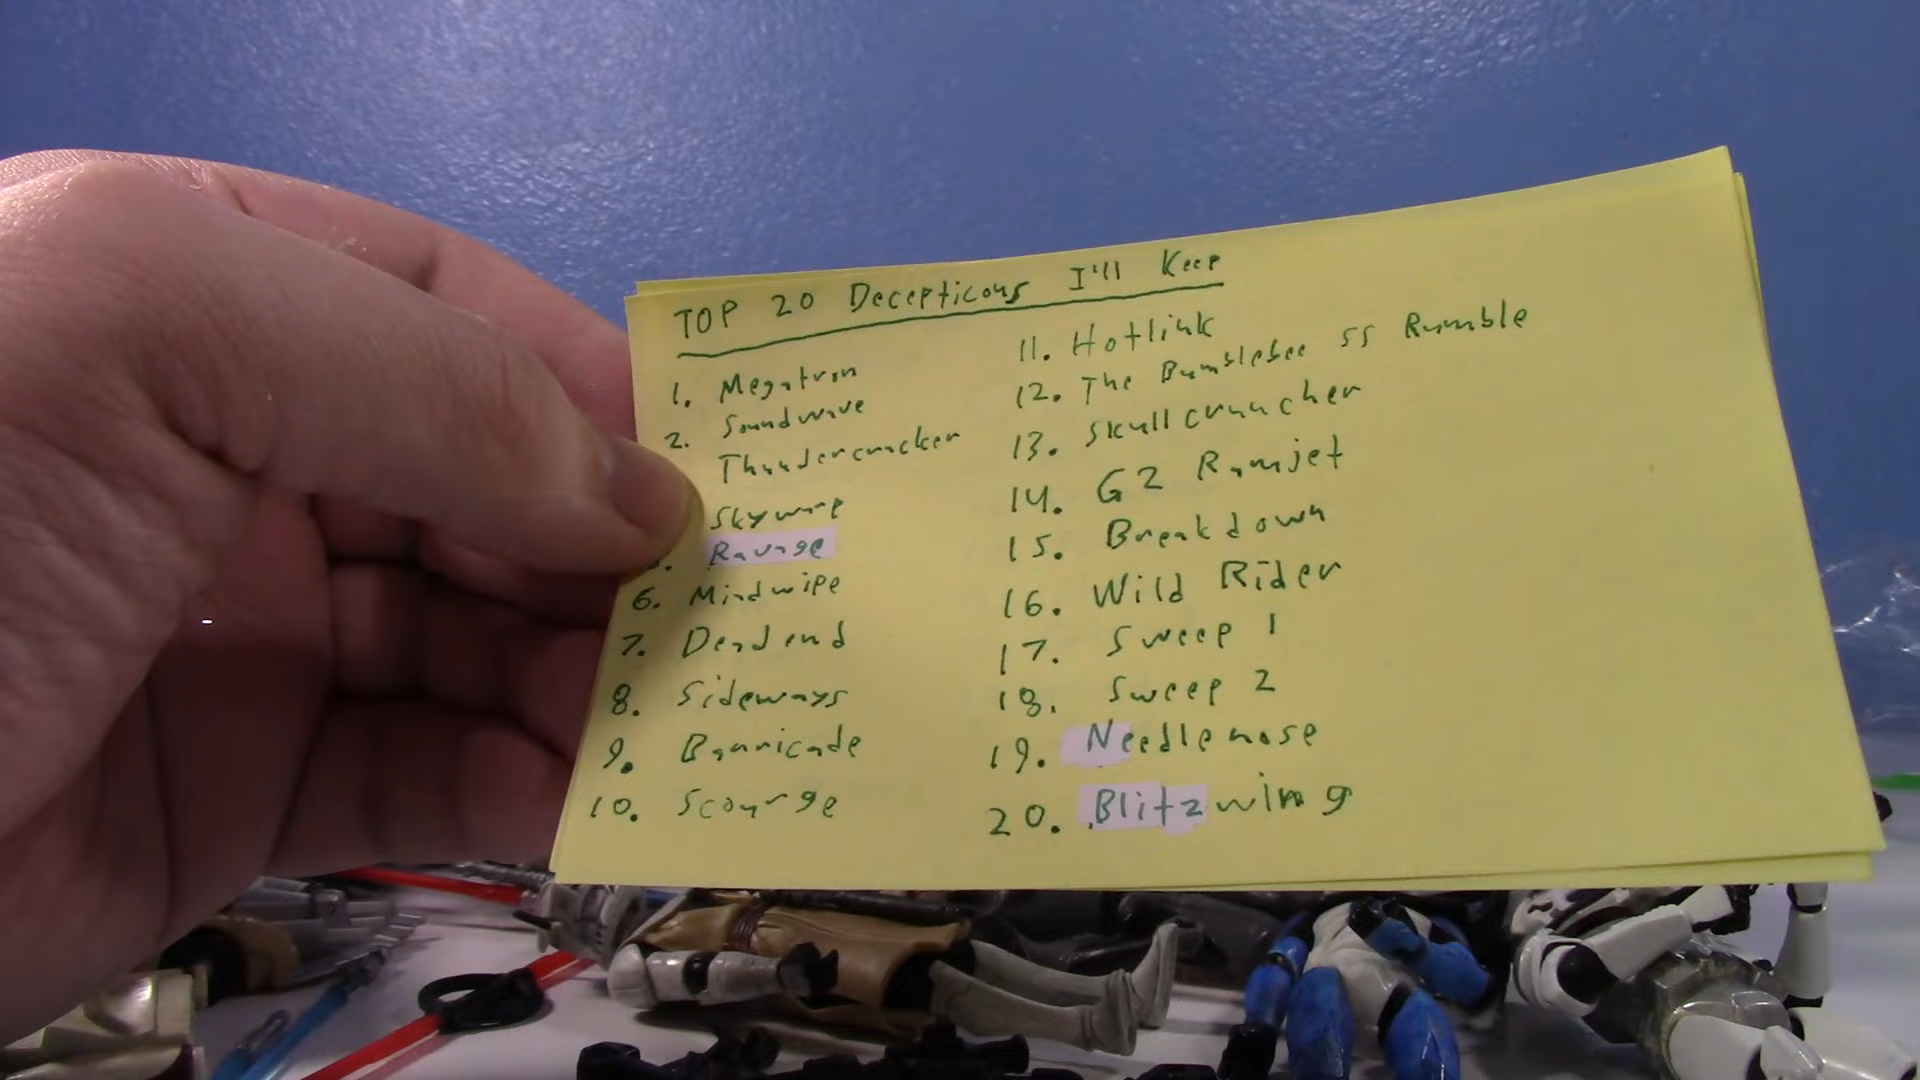 TOP 20 Decepticons I'll Keep
1. Megatron
2. Soundwave
Thundercracker
Skywarp
. Ravage
6. Mindwipe
7. Dead end
8. Sideways
9. Barricade
10. Scourge
11. Hotlink
12. The Bumblebee SS Rumble
13. Skullcruncher
14. G2 Ramjet
15. Breakdown
16. Wild Rider
17. Sweep 1
18. Sweep 2
19. Needlenose
20. Blitzwing